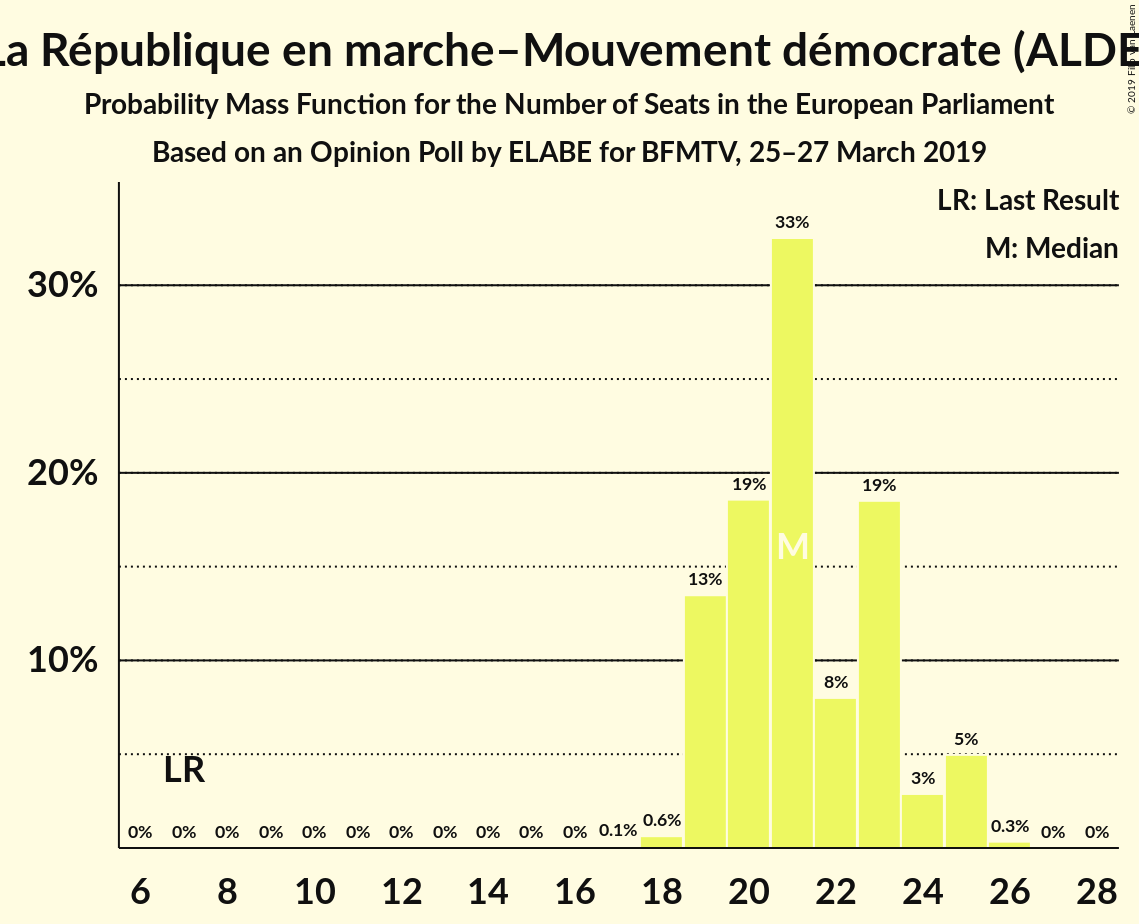 La République en marche–Mouvement démocrate (ALDE
Probability Mass Function for the Number of Seats in the European Parliament
Based on an Opinion Poll by ELABE for BFMTV, 25–27 March 2019
© 2019
LR: Last Result
M: Median
33%
30%
20%
19% 19%
M
13%
10%
8%
5%
LR
3%
0% 0% 0% 0% 0% 0% 0% 0% 0% 0% 0% 0.1% 0.6% 0.3% 0% 0%
6 8 10 12 14 16 18 20 22 24 26 28